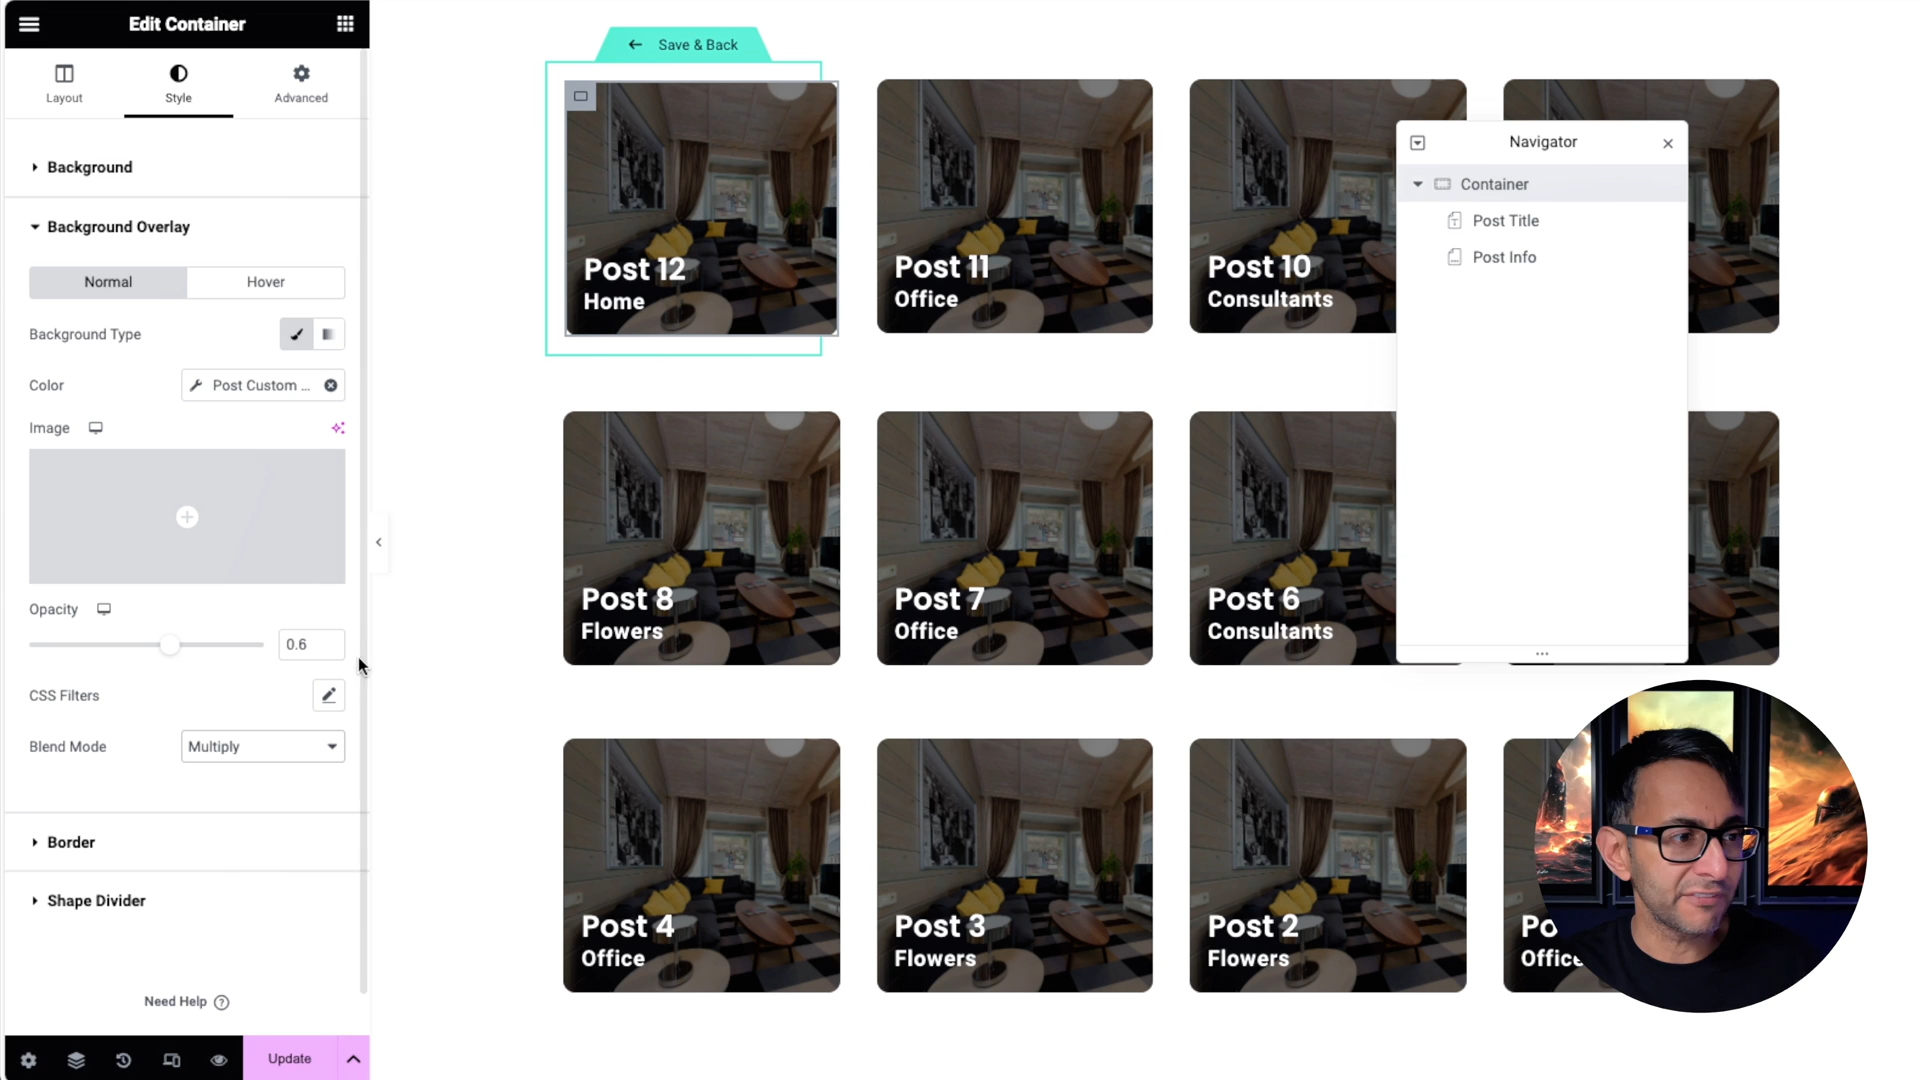 Edit Container
Layout
Style
Advanced
Background
Background Overlay
Normal
Hover
Background Type
Color
Post Custom ...
Image
Opacity
0.6
CSS Filters
Blend Mode
Multiply
Border
Shape Divider
Need Help
Update
Save & Back
Post 12
Home
Post 11
Office
Post 10
Consultants
Navigator
Container
Post Title
Post Info
Post 8
Flowers
Post 7
Office
Post 6
Consultants
Post 4
Office
Post 3
Flowers
Post 2
Flowers
Po
Office